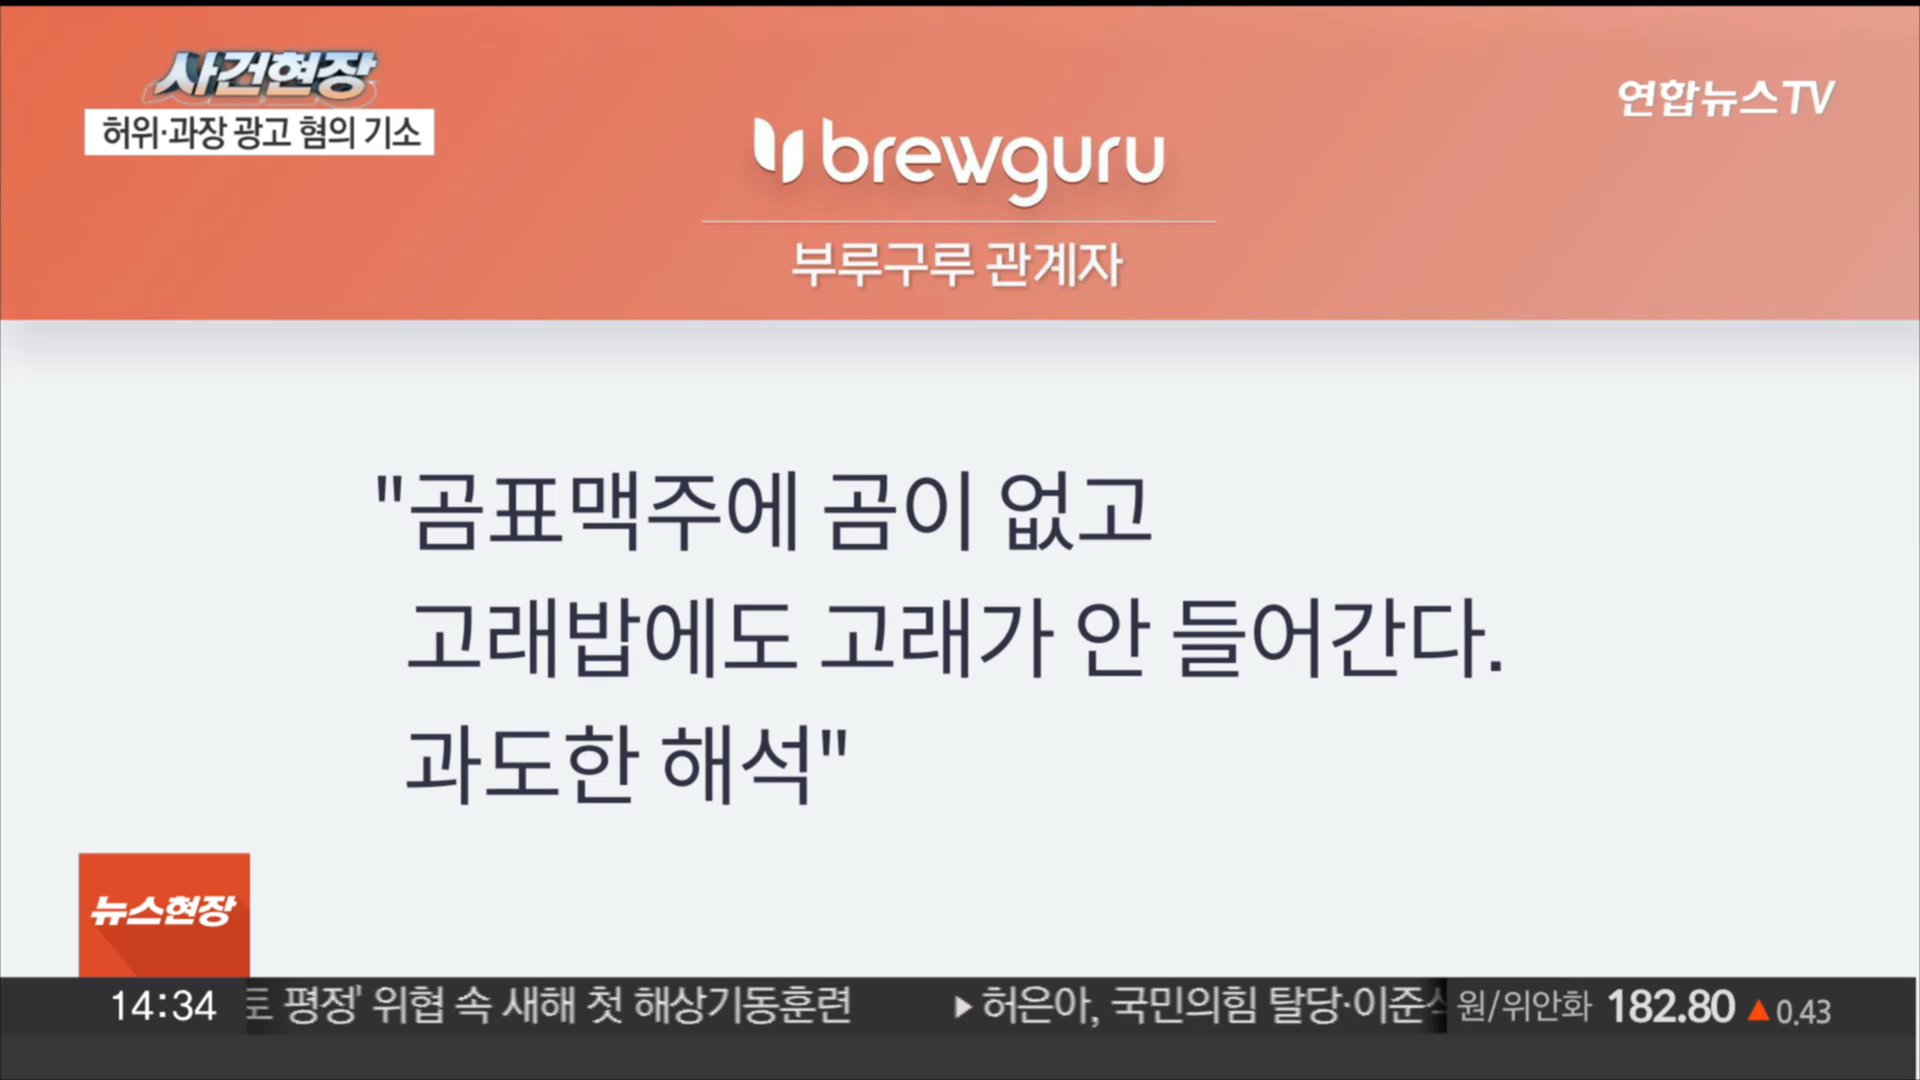 사건현장
허위·과장 광고 혐의 기소
연합뉴스TV
brewguru
부루구루 관계자
"곰표맥주에 곰이 없고
고래밥에도 고래가 안 들어간다.
과도한 해석"
뉴스현장
14:34 평정' 위협 속 새해 첫 해상기동훈련 ▶허은아, 국민의힘 탈당·이준 원/위안화 182.80 ▲0.43